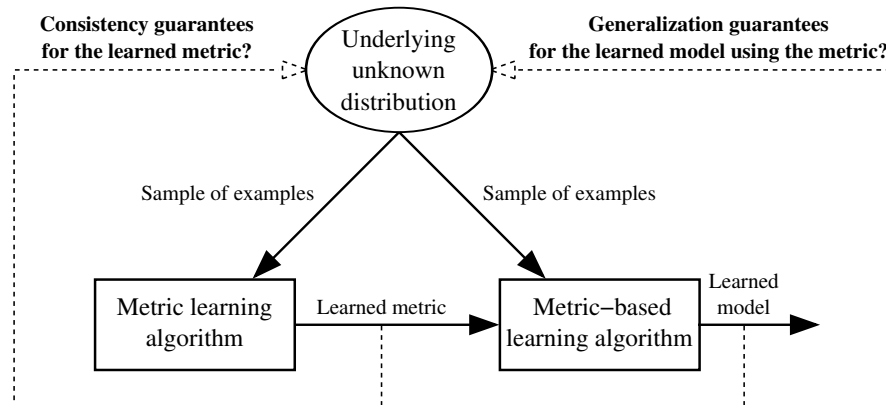 Consistency guarantees
for the learned metric?
Underlying
unknown
distribution
Generalization guarantees
for the learned model using the metric?
Sample of examples
Sample of examples
Metric learning
algorithm
Learned metric
Metric−based
learning algorithm
Learned
model